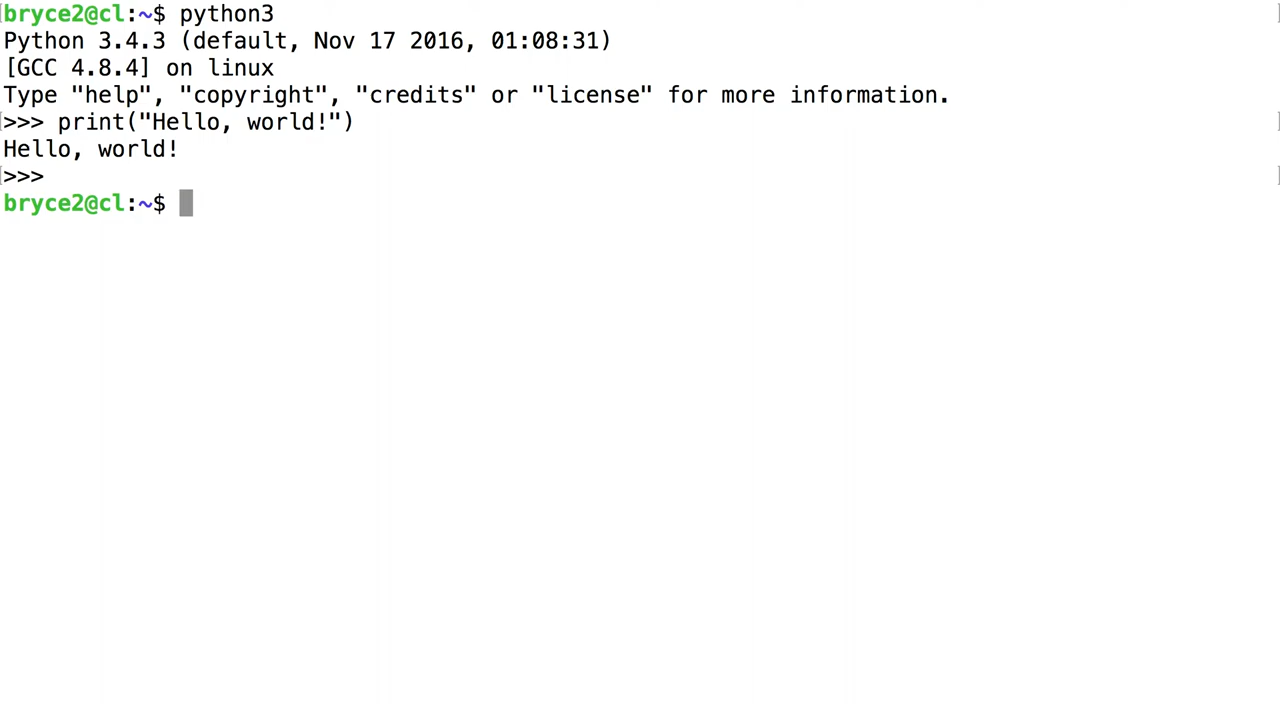 bryce2@cl:~$ python3
Python 3.4.3 (default, Nov 17 2016, 01:08:31)
[GCC 4.8.4] on linux
Type "help", "copyright", "credits" or "license" for more information.
>>> print("Hello, world!")
Hello, world!
>>>
bryce2@cl:~$